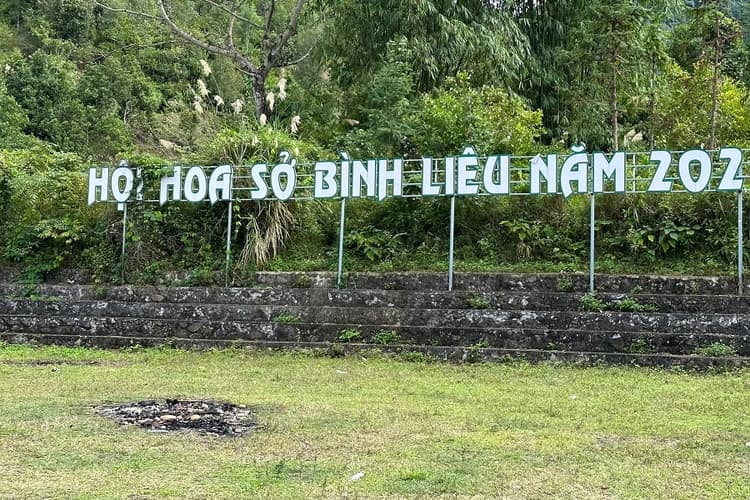 HỘI HOA SỞ BÌNH LIÊU NĂM 202